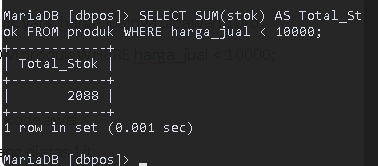 MariaDB [dbpos]> SELECT SUM(stok) AS Total_St
ok FROM produk WHERE harga_jual < 10000;
+------------+
| Total_Stok |
+------------+
|       2088 |
+------------+
1 row in set (0.001 sec)
MariaDB [dbpos]>